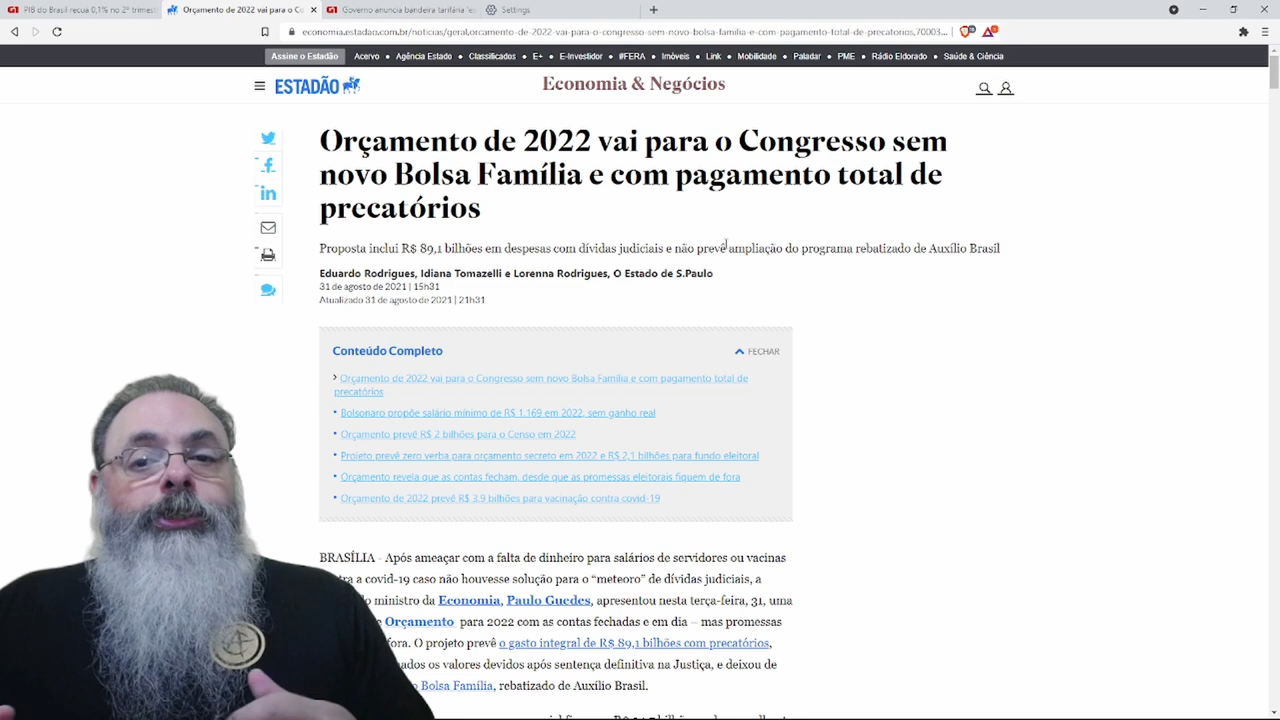 PIB do Brasil recua 0,1% no 2º trimest
Orçamento de 2022 vai para o Co
Governo anuncia bandeira tarifária 'es
Settings
economia.estadao.com.br/noticias/geral,orcamento-de-2022-vai-para-o-congresso-sem-novo-bolsa-familia-e-com-pagamento-total-de-precatorios,70003...
Assine o Estadão
Acervo • Agência Estado • Classificados • E+ • E-Investidor • #FERA • Imóveis • Link • Mobilidade • Paladar • PME • Rádio Eldorado • Saúde & Ciência
ESTADÃO
Economia & Negócios
Orçamento de 2022 vai para o Congresso sem
novo Bolsa Família e com pagamento total de
precatórios
Proposta inclui R$ 89,1 bilhões em despesas com dívidas judiciais e não prevê ampliação do programa rebatizado de Auxílio Brasil
Eduardo Rodrigues, Idiana Tomazelli e Lorenna Rodrigues, O Estado de S.Paulo
31 de agosto de 2021 | 15h31
Atualizado 31 de agosto de 2021 | 21h31
Conteúdo Completo
FECHAR
Orçamento de 2022 vai para o Congresso sem novo Bolsa Família e com pagamento total de
precatórios
Bolsonaro propõe salário mínimo de R$ 1.169 em 2022, sem ganho real
Orçamento prevê R$ 2 bilhões para o Censo em 2022
Projeto prevê zero verba para orçamento secreto em 2022 e R$ 2,1 bilhões para fundo eleitoral
Orçamento revela que as contas fecham, desde que as promessas eleitorais fiquem de fora
Orçamento de 2022 prevê R$ 3,9 bilhões para vacinação contra covid-19
BRASÍLIA - Após ameaçar com a falta de dinheiro para salários de servidores ou vacinas
a covid-19 caso não houvesse solução para o “meteoro” de dívidas judiciais, a
ministro da Economia, Paulo Guedes, apresentou nesta terça-feira, 31, uma
Orçamento para 2022 com as contas fechadas e em dia – mas promessas
fora. O projeto prevê o gasto integral de R$ 89,1 bilhões com precatórios,
os valores devidos após sentença definitiva na Justiça, e deixou de
Bolsa Família, rebatizado de Auxílio Brasil.